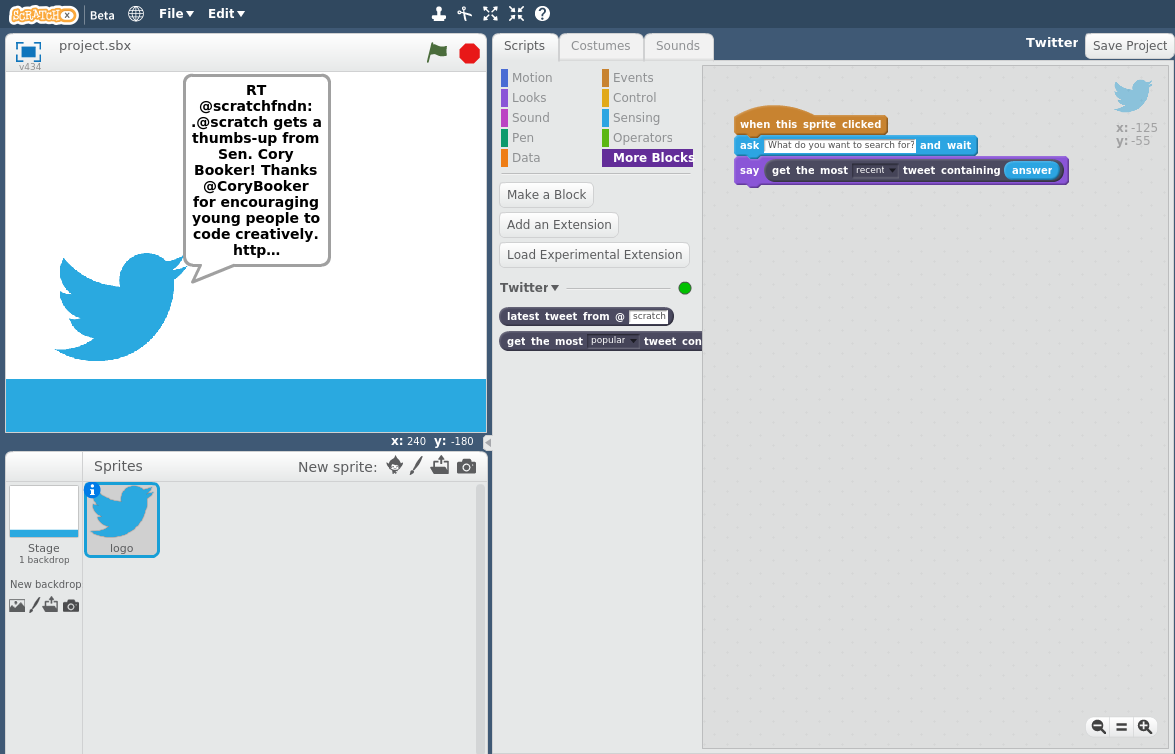 SCRATCHX
Beta
File
Edit
project.sbx
v434
RT
@scratchfndn:
.@scratch gets a
thumbs-up from
Sen. Cory
Booker! Thanks
@CoryBooker
for encouraging
young people to
code creatively.
http...
x: 240 y: -180
Sprites
New sprite:
Stage
1 backdrop
New backdrop
logo
Scripts
Costumes
Sounds
Twitter
Save Project
Motion
Looks
Sound
Pen
Data
Events
Control
Sensing
Operators
More Blocks
Make a Block
Add an Extension
Load Experimental Extension
Twitter
latest tweet from @ scratch
get the most popular tweet con
when this sprite clicked
ask What do you want to search for? and wait
say get the most recent tweet containing answer
x: -125
y: -55